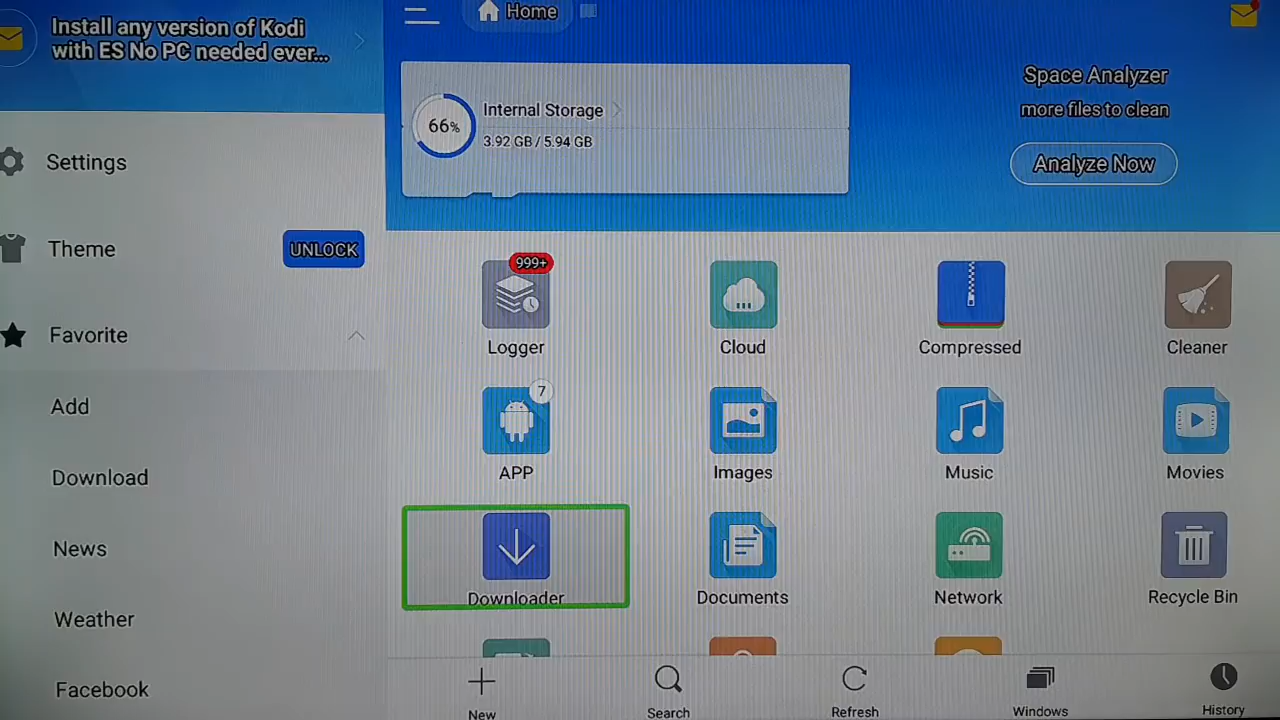 Install any version of Kodi
with ES No PC needed ever...
Settings
Theme
UNLOCK
Favorite
Add
Download
News
Weather
Facebook
Home
66%
Internal Storage
3.92 GB / 5.94 GB
Space Analyzer
more files to clean
Analyze Now
999+
Logger
Cloud
Compressed
Cleaner
7
APP
Images
Music
Movies
Downloader
Documents
Network
Recycle Bin
New
Search
Refresh
Windows
History